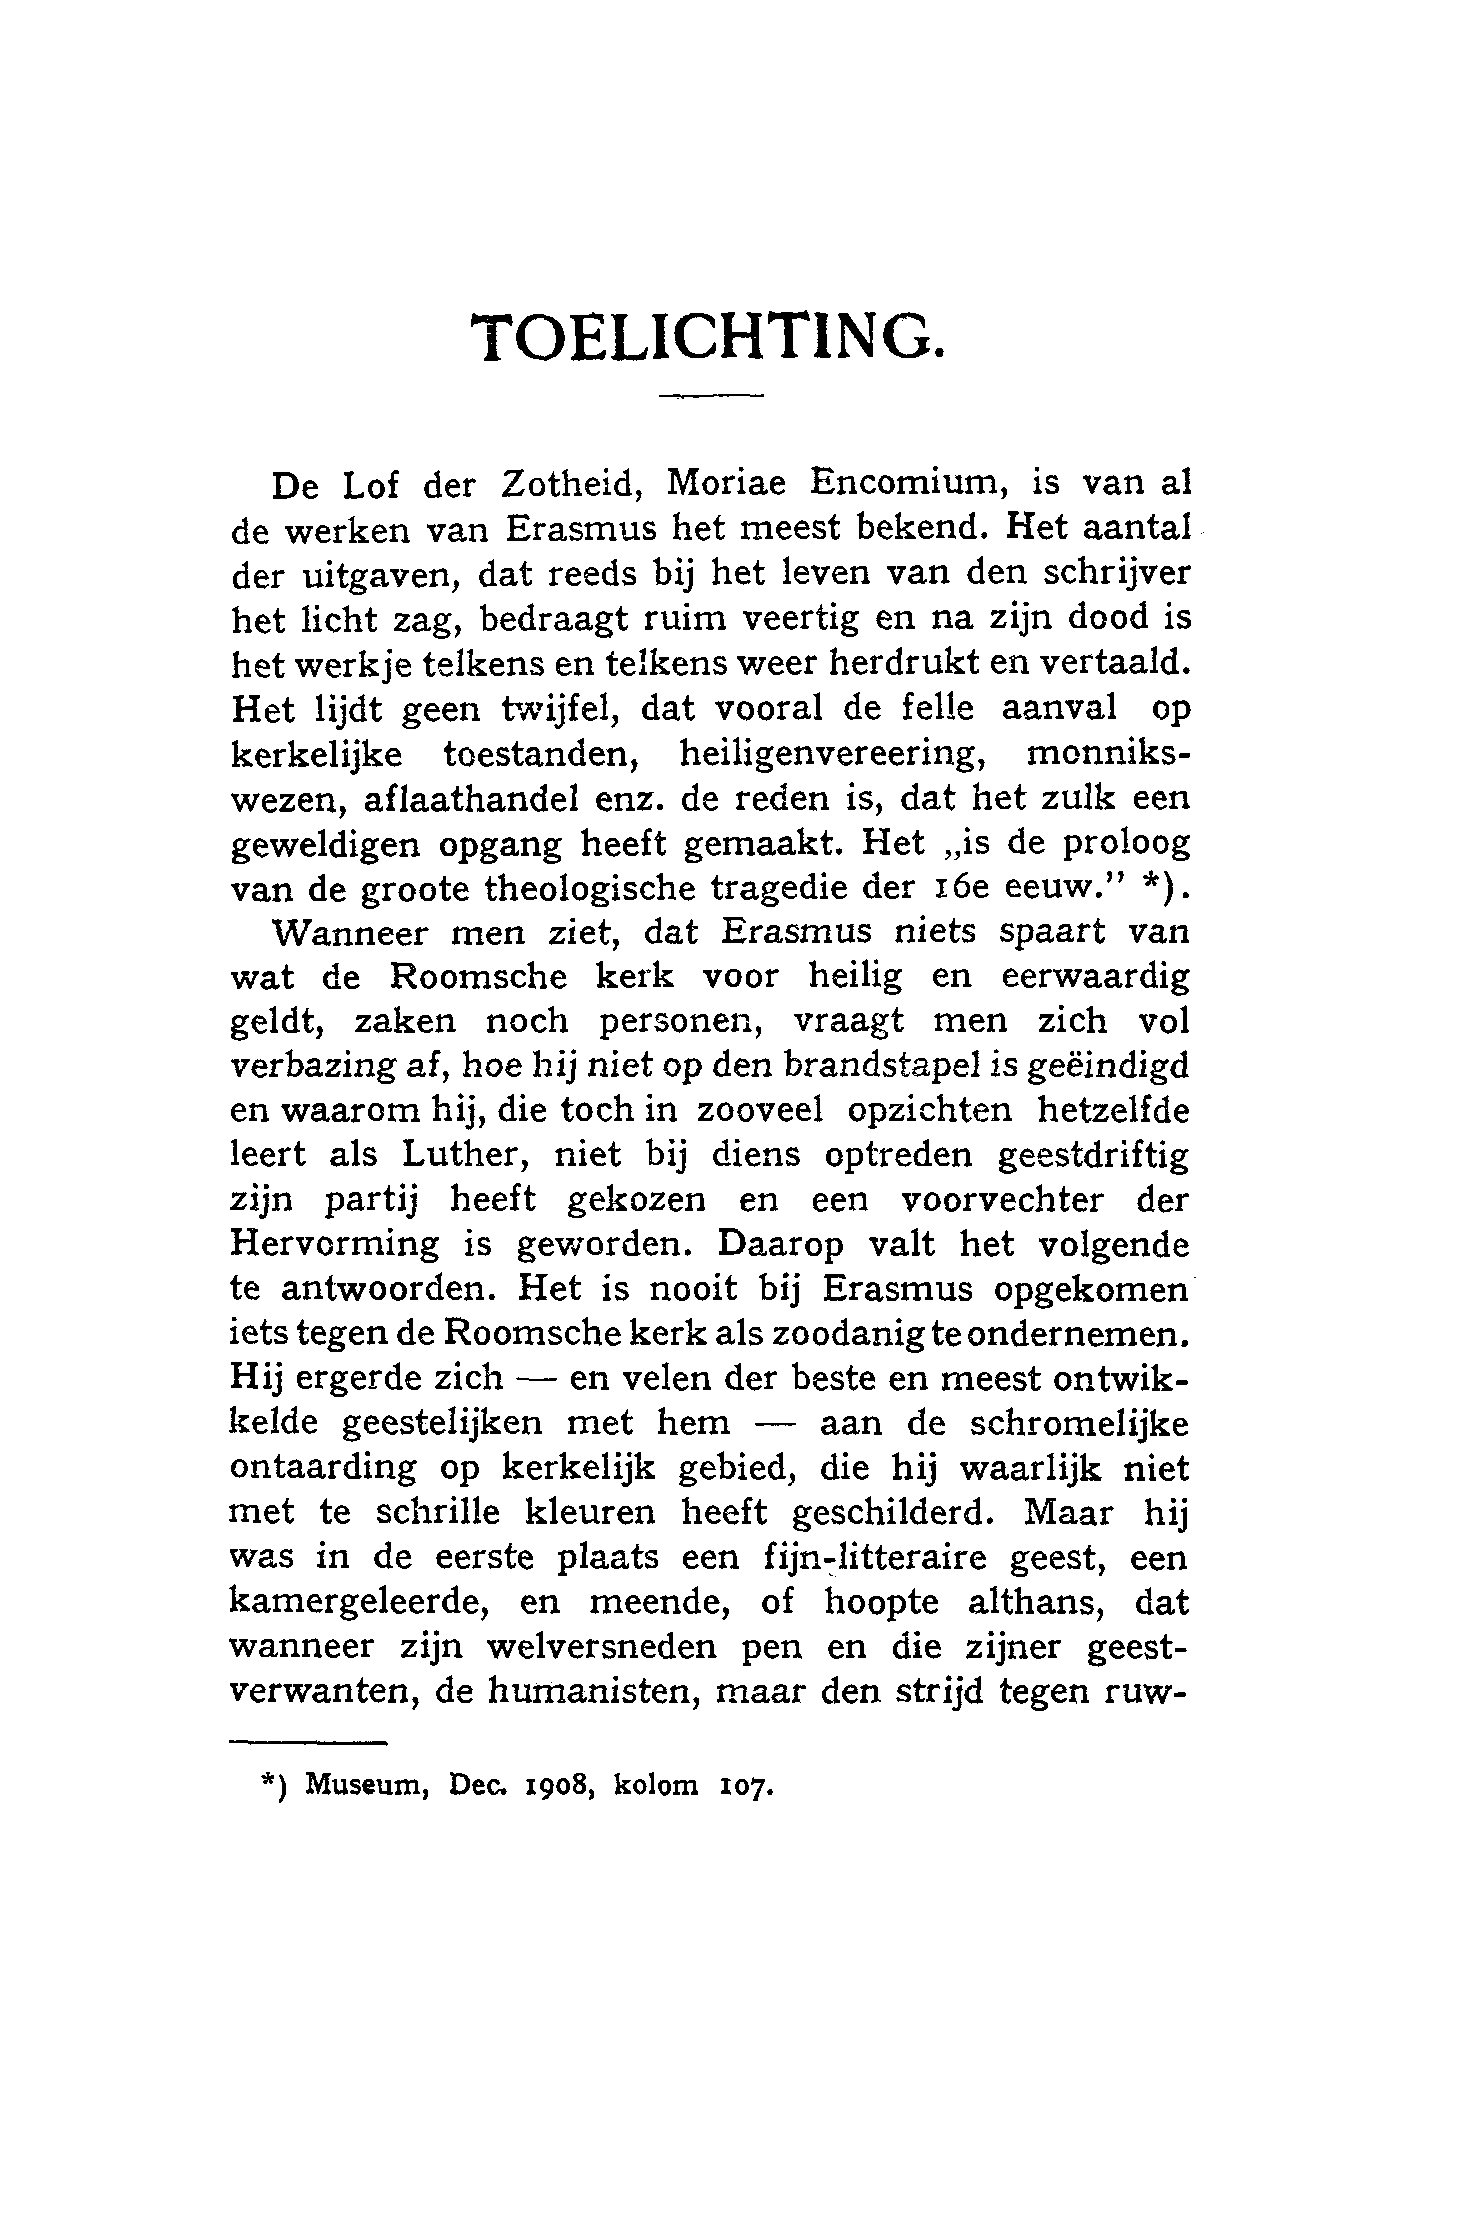 TOELICHTING.
De Lof der Zotheid, Moriae Encomium, is van al
de werken van Erasmus het meest bekend. Het aantal
der uitgaven, dat reeds bij het leven van den schrijver
het licht zag, bedraagt ruim veertig en na zijn dood is
het werkje telkens en telkens weer herdrukt en vertaald.
Het lijdt geen twijfel, dat vooral de felle aanval op
kerkelijke toestanden, heiligenvereering, monniks-
wezen, aflaathandel enz. de reden is, dat het zulk een
geweldigen opgang heeft gemaakt. Het „is de proloog
van de groote theologische tragedie der 16e eeuw.” *).
Wanneer men ziet, dat Erasmus niets spaart van
wat de Roomsche kerk voor heilig en eerwaardig
geldt, zaken noch personen, vraagt men zich vol
verbazing af, hoe hij niet op den brandstapel is geëindigd
en waarom hij, die toch in zooveel opzichten hetzelfde
leert als Luther, niet bij diens optreden geestdriftig
zijn partij heeft gekozen en een voorvechter der
Hervorming is geworden. Daarop valt het volgende
te antwoorden. Het is nooit bij Erasmus opgekomen
iets tegen de Roomsche kerk als zoodanig te ondernemen.
Hij ergerde zich — en velen der beste en meest ontwik-
kelde geestelijken met hem — aan de schromelijke
ontaarding op kerkelijk gebied, die hij waarlijk niet
met te schrille kleuren heeft geschilderd. Maar hij
was in de eerste plaats een fijn-litteraire geest, een
kamergeleerde, en meende, of hoopte althans, dat
wanneer zijn welversneden pen en die zijner geest-
verwanten, de humanisten, maar den strijd tegen ruw-
*) Museum, Dec. 1908, kolom 107.